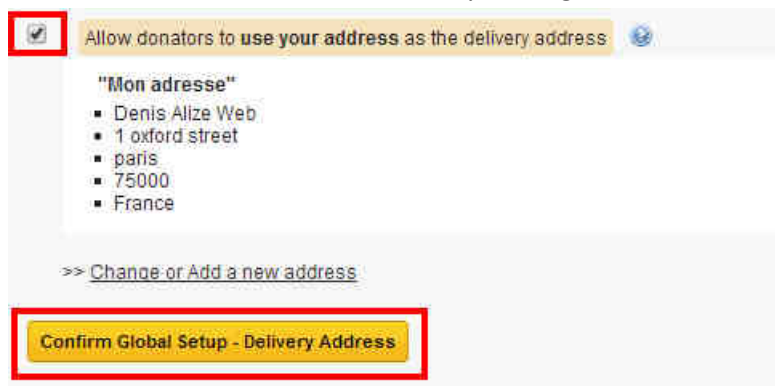 Allow donators to use your address as the delivery address
"Mon adresse"
Denis Alize Web
1 oxford street
paris
75000
France
>> Change or Add a new address
Confirm Global Setup - Delivery Address